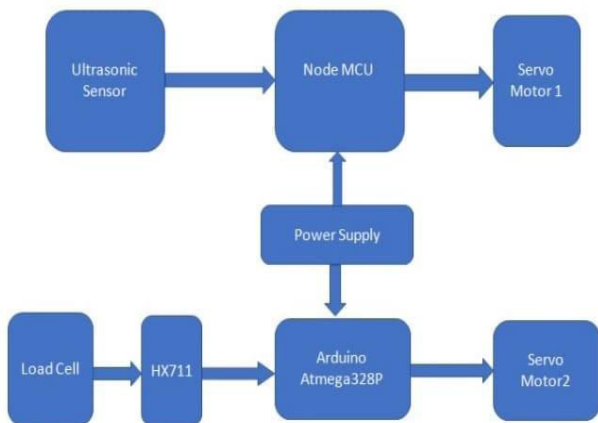 Ultrasonic
Sensor
Node MCU
Servo
Motor 1
Power Supply
Load Cell
HX711
Arduino
Atmega328P
Servo
Motor2